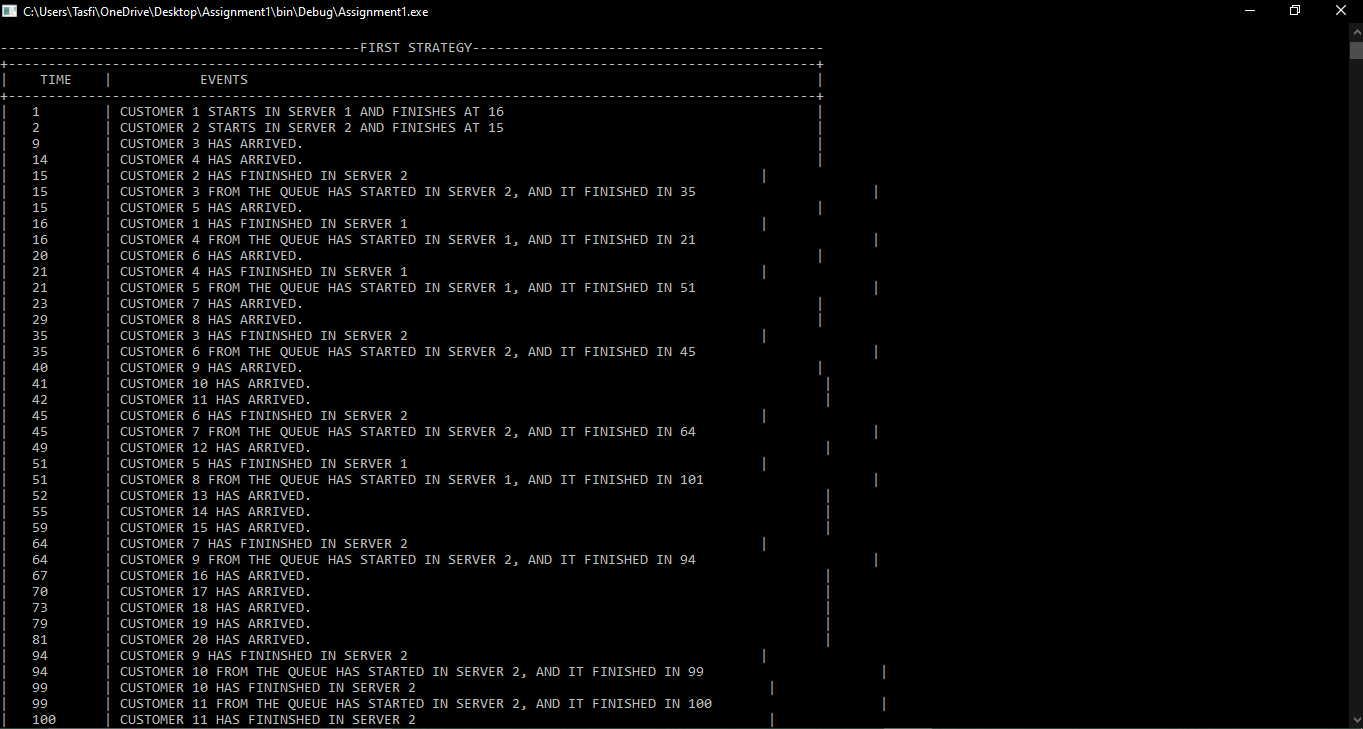 C:\Users\Tasfi\OneDrive\Desktop\Assignment1\bin\Debug\Assignment1.exe
---------------------------------------------FIRST STRATEGY--------------------------------------------
+-----------------------------------------------------------------------------------------------------+
| TIME | EVENTS |
+-----------------------------------------------------------------------------------------------------+
| 1 | CUSTOMER 1 STARTS IN SERVER 1 AND FINISHES AT 16 |
| 2 | CUSTOMER 2 STARTS IN SERVER 2 AND FINISHES AT 15 |
| 9 | CUSTOMER 3 HAS ARRIVED. |
| 14 | CUSTOMER 4 HAS ARRIVED. |
| 15 | CUSTOMER 2 HAS FININSHED IN SERVER 2 |
| 15 | CUSTOMER 3 FROM THE QUEUE HAS STARTED IN SERVER 2, AND IT FINISHED IN 35 |
| 15 | CUSTOMER 5 HAS ARRIVED. |
| 16 | CUSTOMER 1 HAS FININSHED IN SERVER 1 |
| 16 | CUSTOMER 4 FROM THE QUEUE HAS STARTED IN SERVER 1, AND IT FINISHED IN 21 |
| 20 | CUSTOMER 6 HAS ARRIVED. |
| 21 | CUSTOMER 4 HAS FININSHED IN SERVER 1 |
| 21 | CUSTOMER 5 FROM THE QUEUE HAS STARTED IN SERVER 1, AND IT FINISHED IN 51 |
| 23 | CUSTOMER 7 HAS ARRIVED. |
| 29 | CUSTOMER 8 HAS ARRIVED. |
| 35 | CUSTOMER 3 HAS FININSHED IN SERVER 2 |
| 35 | CUSTOMER 6 FROM THE QUEUE HAS STARTED IN SERVER 2, AND IT FINISHED IN 45 |
| 40 | CUSTOMER 9 HAS ARRIVED. |
| 41 | CUSTOMER 10 HAS ARRIVED. |
| 42 | CUSTOMER 11 HAS ARRIVED. |
| 45 | CUSTOMER 6 HAS FININSHED IN SERVER 2 |
| 45 | CUSTOMER 7 FROM THE QUEUE HAS STARTED IN SERVER 2, AND IT FINISHED IN 64 |
| 49 | CUSTOMER 12 HAS ARRIVED. |
| 51 | CUSTOMER 5 HAS FININSHED IN SERVER 1 |
| 51 | CUSTOMER 8 FROM THE QUEUE HAS STARTED IN SERVER 1, AND IT FINISHED IN 101 |
| 52 | CUSTOMER 13 HAS ARRIVED. |
| 55 | CUSTOMER 14 HAS ARRIVED. |
| 59 | CUSTOMER 15 HAS ARRIVED. |
| 64 | CUSTOMER 7 HAS FININSHED IN SERVER 2 |
| 64 | CUSTOMER 9 FROM THE QUEUE HAS STARTED IN SERVER 2, AND IT FINISHED IN 94 |
| 67 | CUSTOMER 16 HAS ARRIVED. |
| 70 | CUSTOMER 17 HAS ARRIVED. |
| 73 | CUSTOMER 18 HAS ARRIVED. |
| 79 | CUSTOMER 19 HAS ARRIVED. |
| 81 | CUSTOMER 20 HAS ARRIVED. |
| 94 | CUSTOMER 9 HAS FININSHED IN SERVER 2 |
| 94 | CUSTOMER 10 FROM THE QUEUE HAS STARTED IN SERVER 2, AND IT FINISHED IN 99 |
| 99 | CUSTOMER 10 HAS FININSHED IN SERVER 2 |
| 99 | CUSTOMER 11 FROM THE QUEUE HAS STARTED IN SERVER 2, AND IT FINISHED IN 100 |
| 100 | CUSTOMER 11 HAS FININSHED IN SERVER 2 |